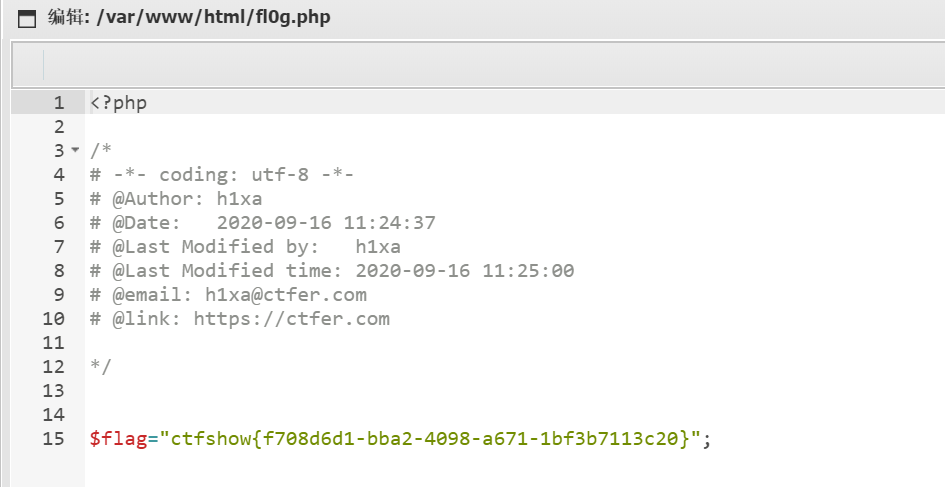 编辑: /var/www/html/fl0g.php
1 <?php
2
3 /*
4 # -*- coding: utf-8 -*-
5 # @Author: h1xa
6 # @Date:   2020-09-16 11:24:37
7 # @Last Modified by:   h1xa
8 # @Last Modified time: 2020-09-16 11:25:00
9 # @email: h1xa@ctfer.com
10 # @link: https://ctfer.com
11
12 */
13
14
15 $flag="ctfshow{f708d6d1-bba2-4098-a671-1bf3b7113c20}";